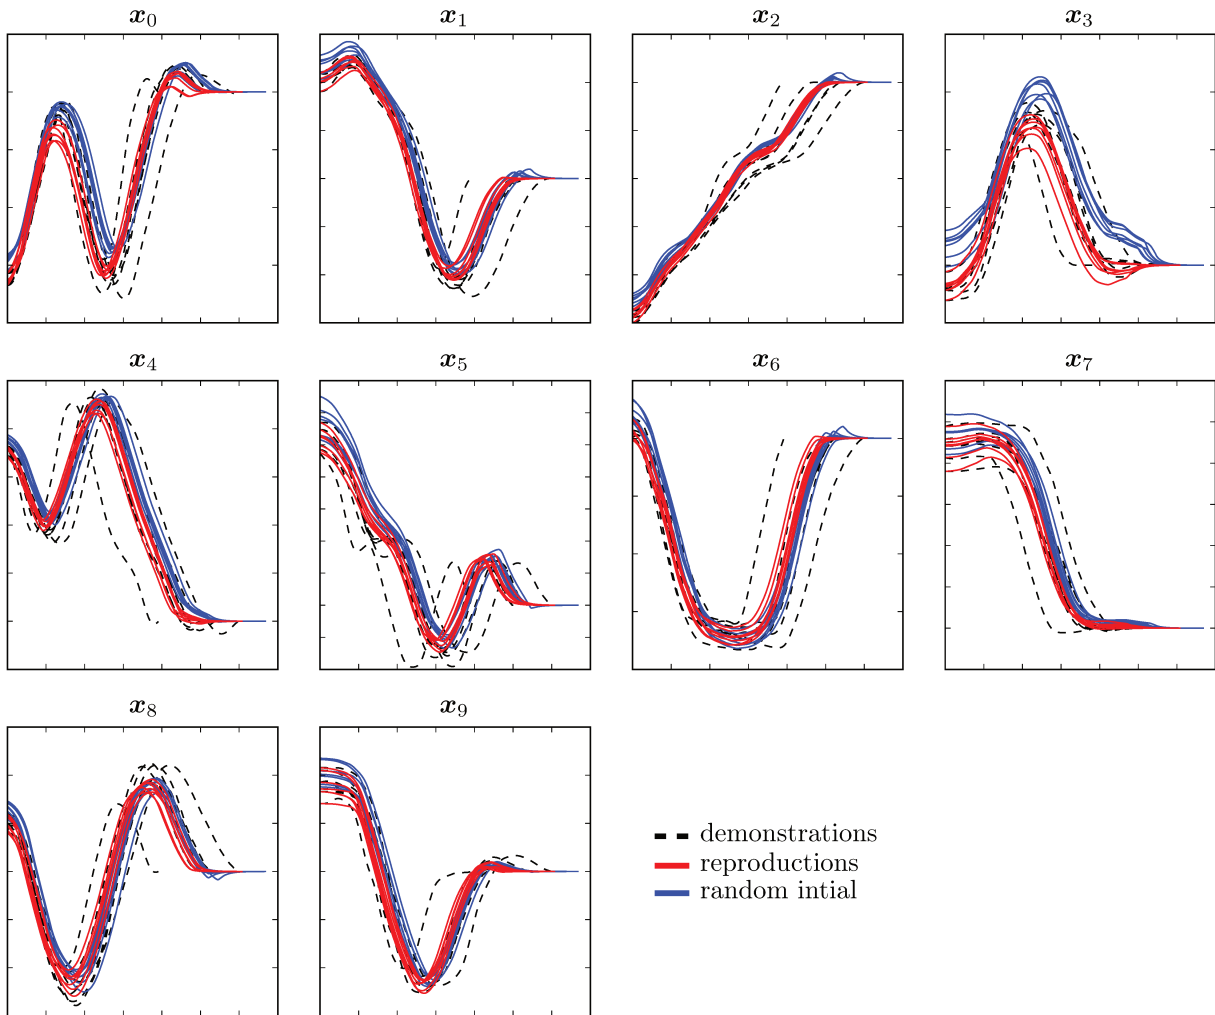 x₀ x₁ x₂ x₃
x₄ x₅ x₆ x₇
x₈ x₉
demonstrations
reproductions
random intial